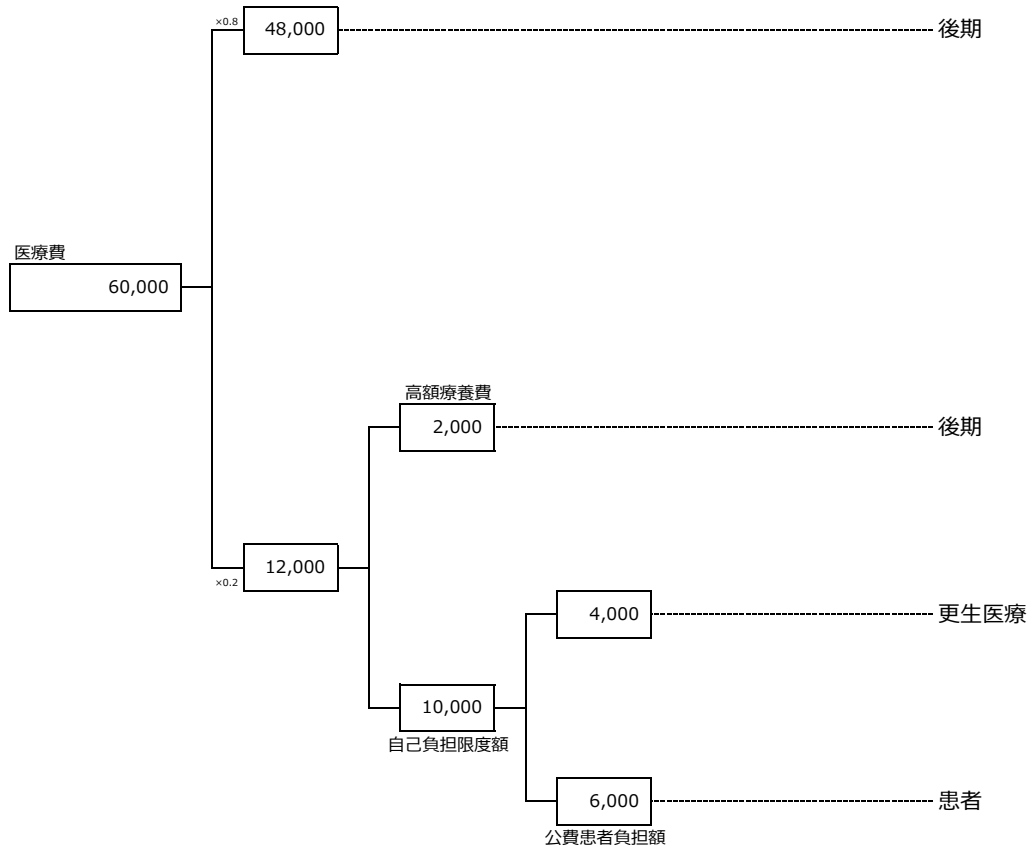 ×0.8
48,000
後期
医療費
60,000
高額療養費
2,000
後期
12,000
×0.2
4,000
更生医療
10,000
自己負担限度額
6,000
患者
公費患者負担額